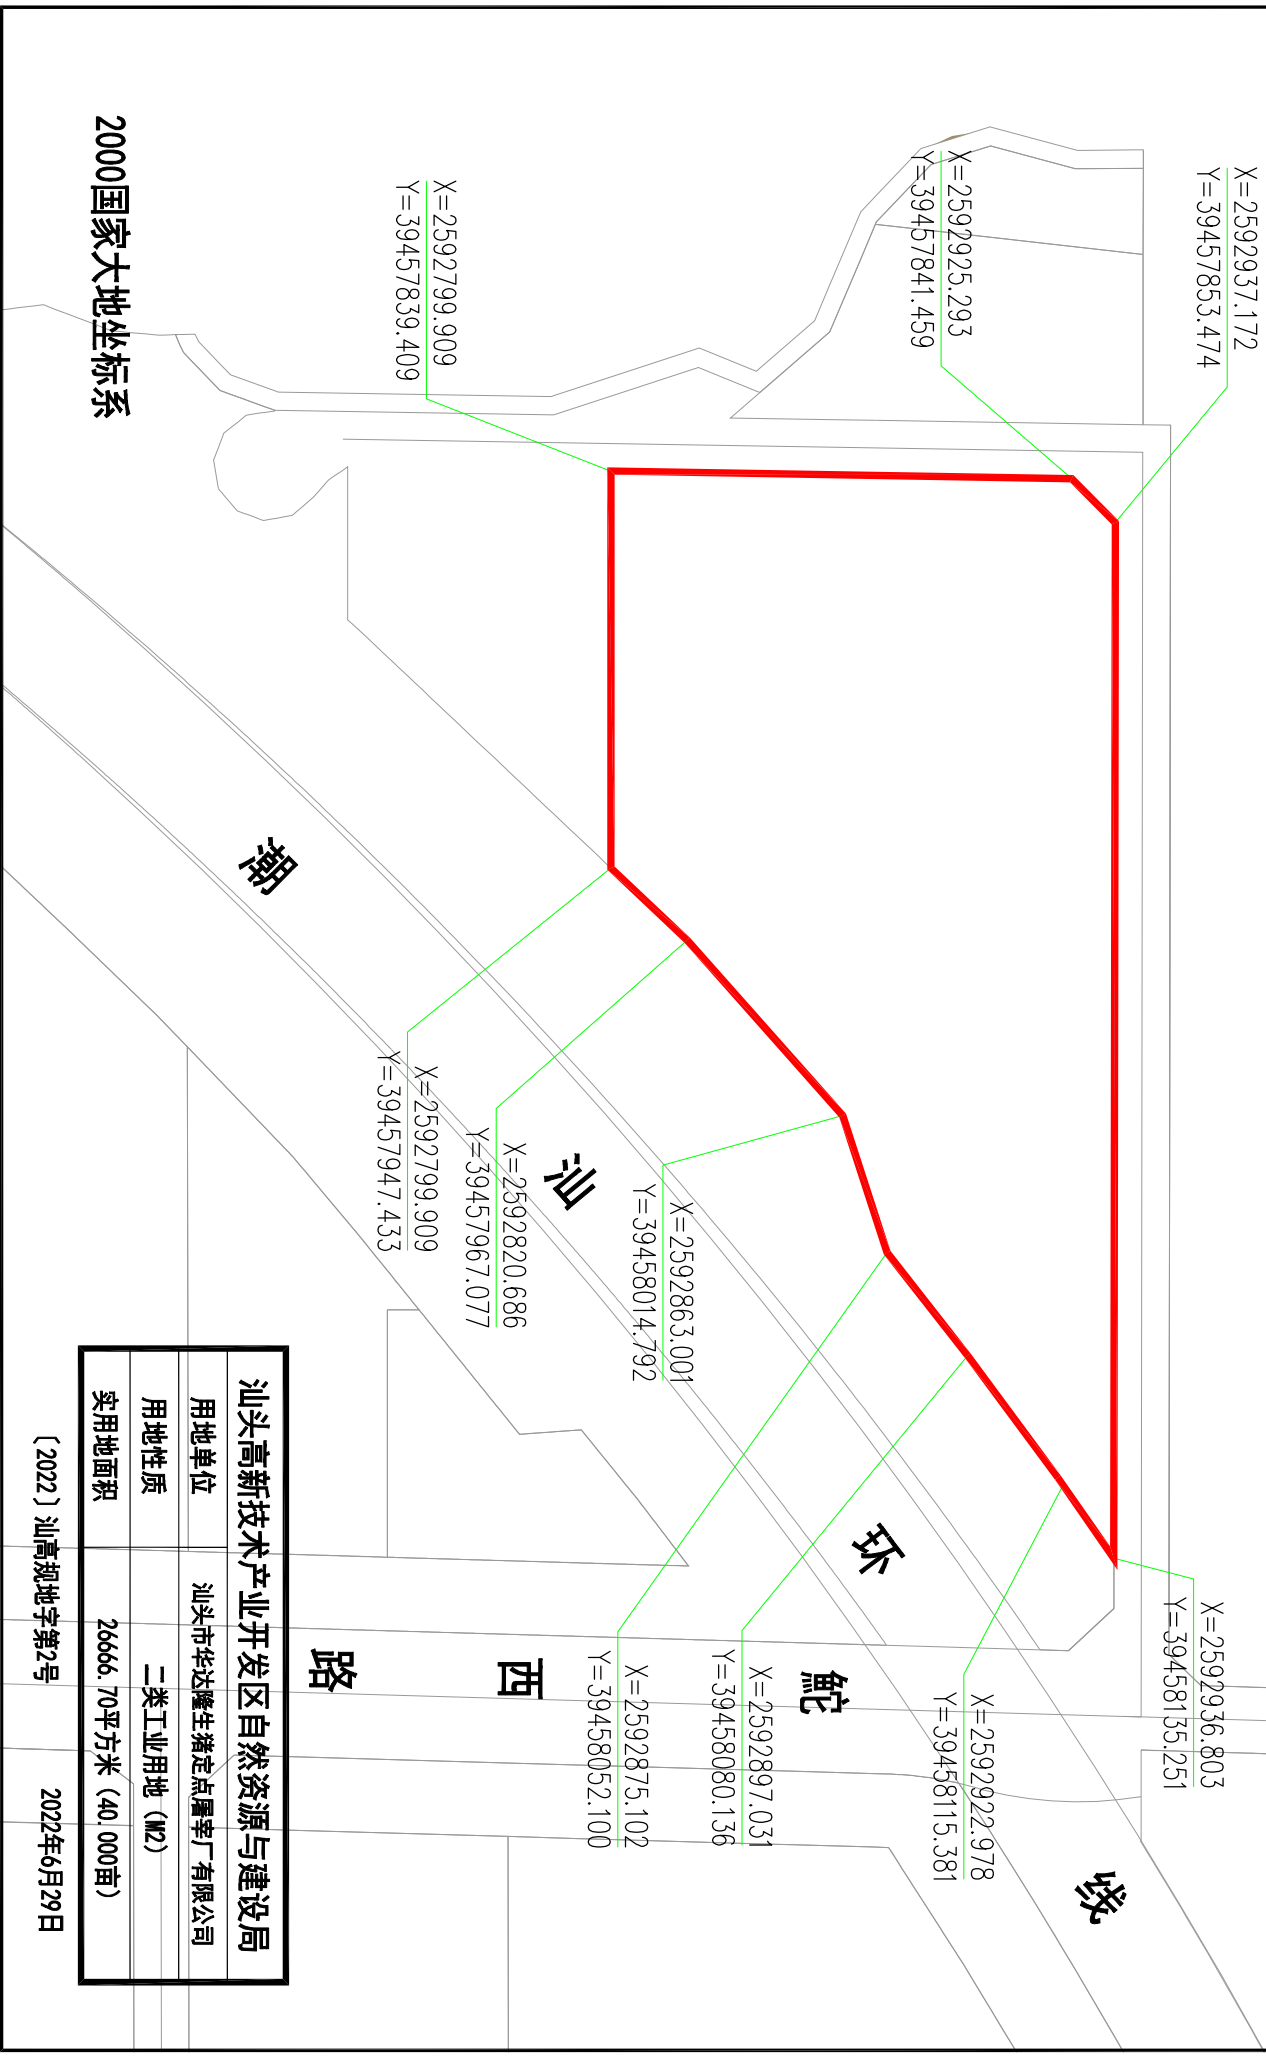 X=2592937.172
Y=39457853.474
X=2592925.293
Y=39457841.459
X=2592799.909
Y=39457839.409
X=2592936.803
Y=39458135.251
X=2592922.978
Y=39458115.381
X=2592897.031
Y=39458080.136
X=2592875.102
Y=39458052.100
X=2592863.001
Y=39458014.792
X=2592820.686
Y=39457967.077
X=2592799.909
Y=39457947.433
潮
汕
环
线
鮀
西
路
2000国家大地坐标系
汕头高新技术产业开发区自然资源与建设局
用地单位 汕头市华达隆生猪定点屠宰厂有限公司
用地性质 二类工业用地（M2）
实用地面积 26666.70平方米（40.000亩）
〔2022〕汕高规地字第2号 2022年6月29日